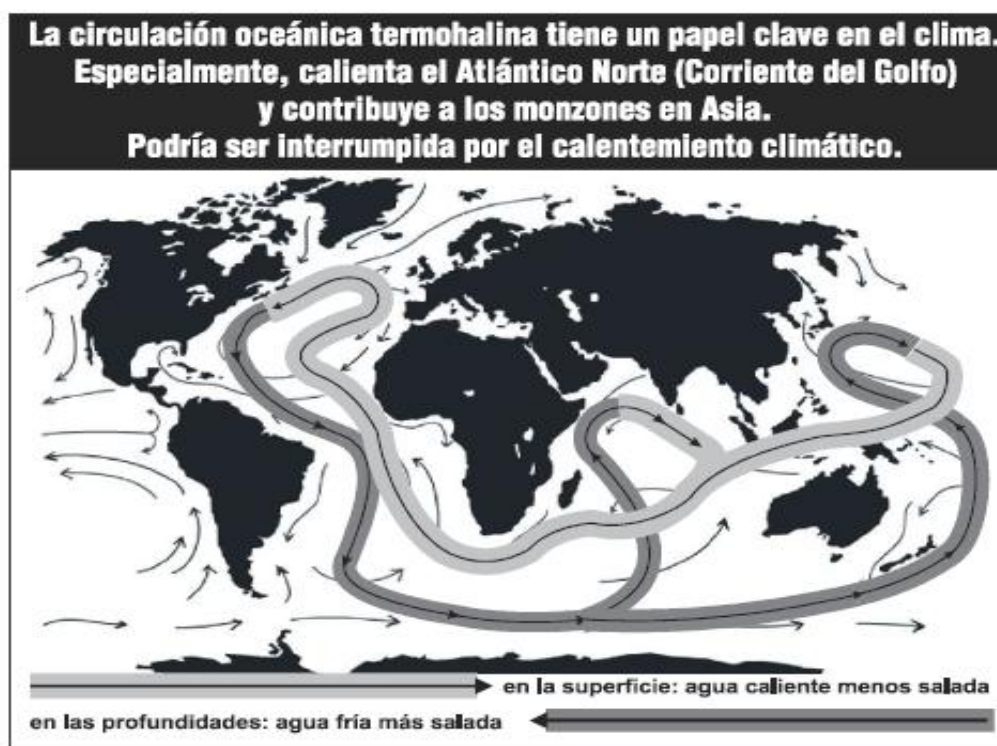 La circulación oceánica termohalina tiene un papel clave en el clima.
Especialmente, calienta el Atlántico Norte (Corriente del Golfo)
y contribuye a los monzones en Asia.
Podría ser interrumpida por el calentemiento climático.
en la superficie: agua caliente menos salada
en las profundidades: agua fría más salada